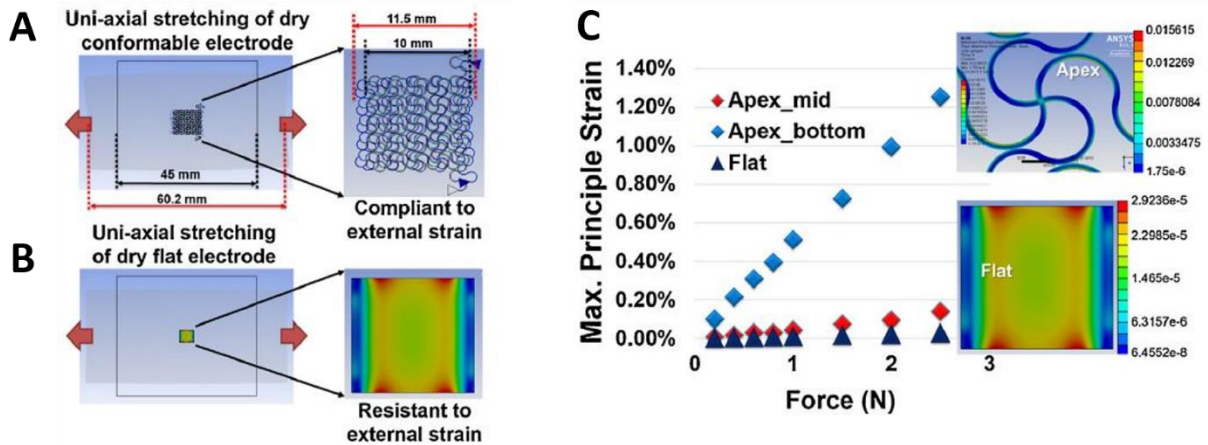 A
Uni-axial stretching of dry
conformable electrode
11.5 mm
10 mm
45 mm
60.2 mm
Compliant to
external strain
B
Uni-axial stretching
of dry flat electrode
Resistant to
external strain
C
Max. Principle Strain
1.40%
1.20%
1.00%
0.80%
0.60%
0.40%
0.20%
0.00%
0
1
2
3
Force (N)
Apex_mid
Apex_bottom
Flat
ANSYS
Apex
0.015615
0.012269
0.0078084
0.0033475
1.75e-6
Flat
2.9236e-5
2.2985e-5
1.465e-5
6.3157e-6
6.4552e-8